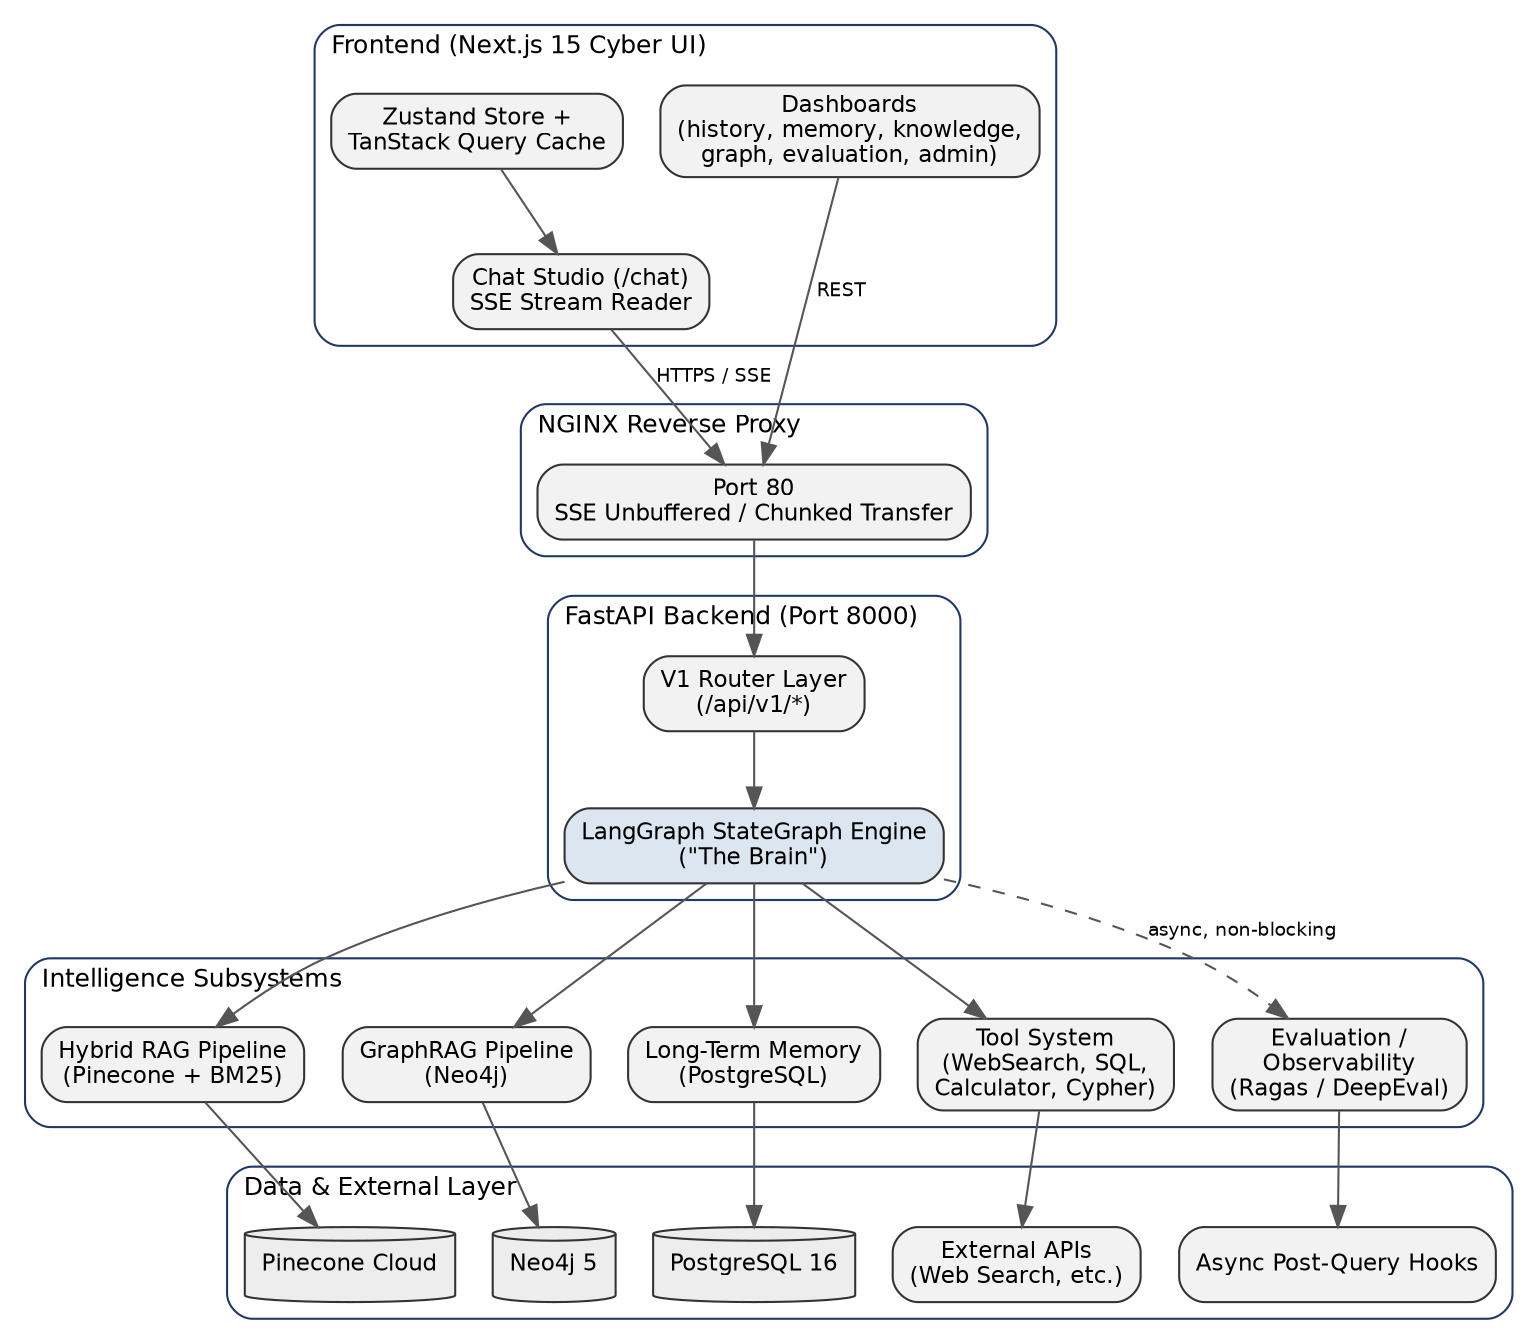 Frontend (Next.js 15 Cyber UI)
Zustand Store +
TanStack Query Cache
Dashboards
(history, memory, knowledge,
graph, evaluation, admin)
Chat Studio (/chat)
SSE Stream Reader
REST
HTTPS / SSE
NGINX Reverse Proxy
Port 80
SSE Unbuffered / Chunked Transfer
FastAPI Backend (Port 8000)
V1 Router Layer
(/api/v1/*)
LangGraph StateGraph Engine
("The Brain")
async, non-blocking
Intelligence Subsystems
Hybrid RAG Pipeline
(Pinecone + BM25)
GraphRAG Pipeline
(Neo4j)
Long-Term Memory
(PostgreSQL)
Tool System
(WebSearch, SQL,
Calculator, Cypher)
Evaluation /
Observability
(Ragas / DeepEval)
Data & External Layer
Pinecone Cloud
Neo4j 5
PostgreSQL 16
External APIs
(Web Search, etc.)
Async Post-Query Hooks